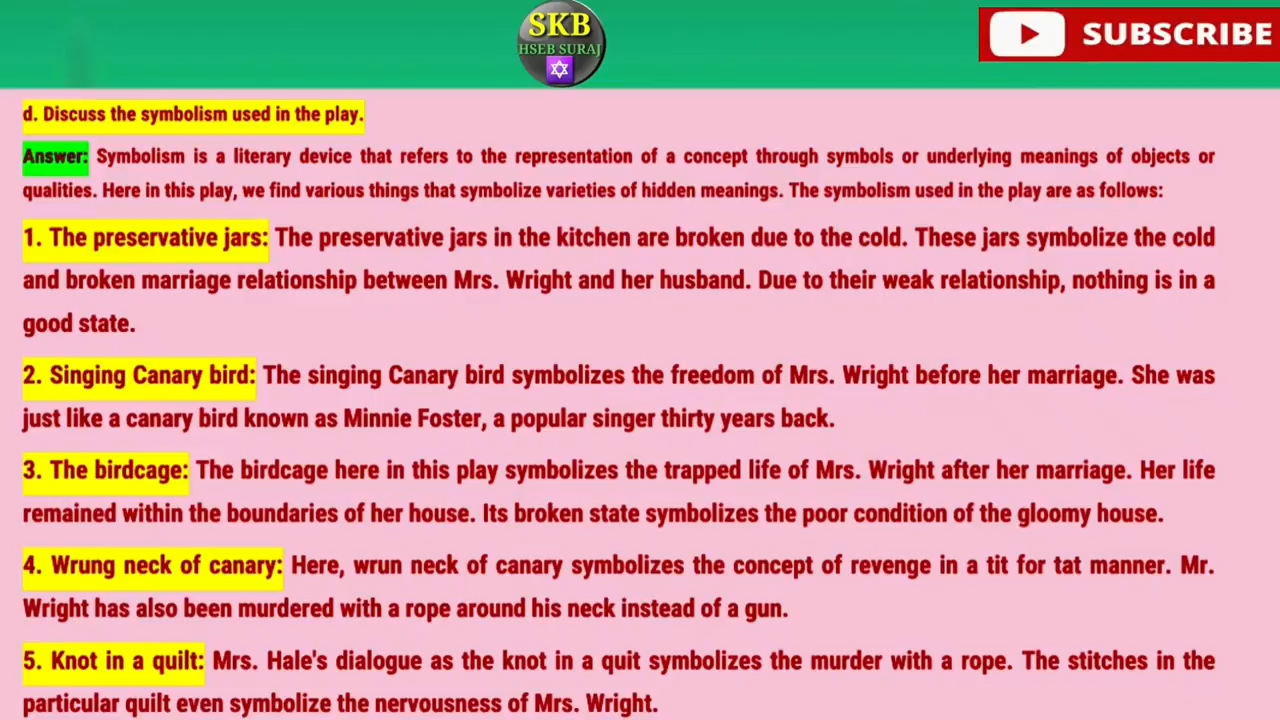 SKB
HSEB SURAJ
SUBSCRIBE
d. Discuss the symbolism used in the play.
Answer: Symbolism is a literary device that refers to the representation of a concept through symbols or underlying meanings of objects or
qualities. Here in this play, we find various things that symbolize varieties of hidden meanings. The symbolism used in the play are as follows:
1. The preservative jars: The preservative jars in the kitchen are broken due to the cold. These jars symbolize the cold
and broken marriage relationship between Mrs. Wright and her husband. Due to their weak relationship, nothing is in a
good state.
2. Singing Canary bird: The singing Canary bird symbolizes the freedom of Mrs. Wright before her marriage. She was
just like a canary bird known as Minnie Foster, a popular singer thirty years back.
3. The birdcage: The birdcage here in this play symbolizes the trapped life of Mrs. Wright after her marriage. Her life
remained within the boundaries of her house. Its broken state symbolizes the poor condition of the gloomy house.
4. Wrung neck of canary: Here, wrun neck of canary symbolizes the concept of revenge in a tit for tat manner. Mr.
Wright has also been murdered with a rope around his neck instead of a gun.
5. Knot in a quilt: Mrs. Hale's dialogue as the knot in a quit symbolizes the murder with a rope. The stitches in the
particular quilt even symbolize the nervousness of Mrs. Wright.